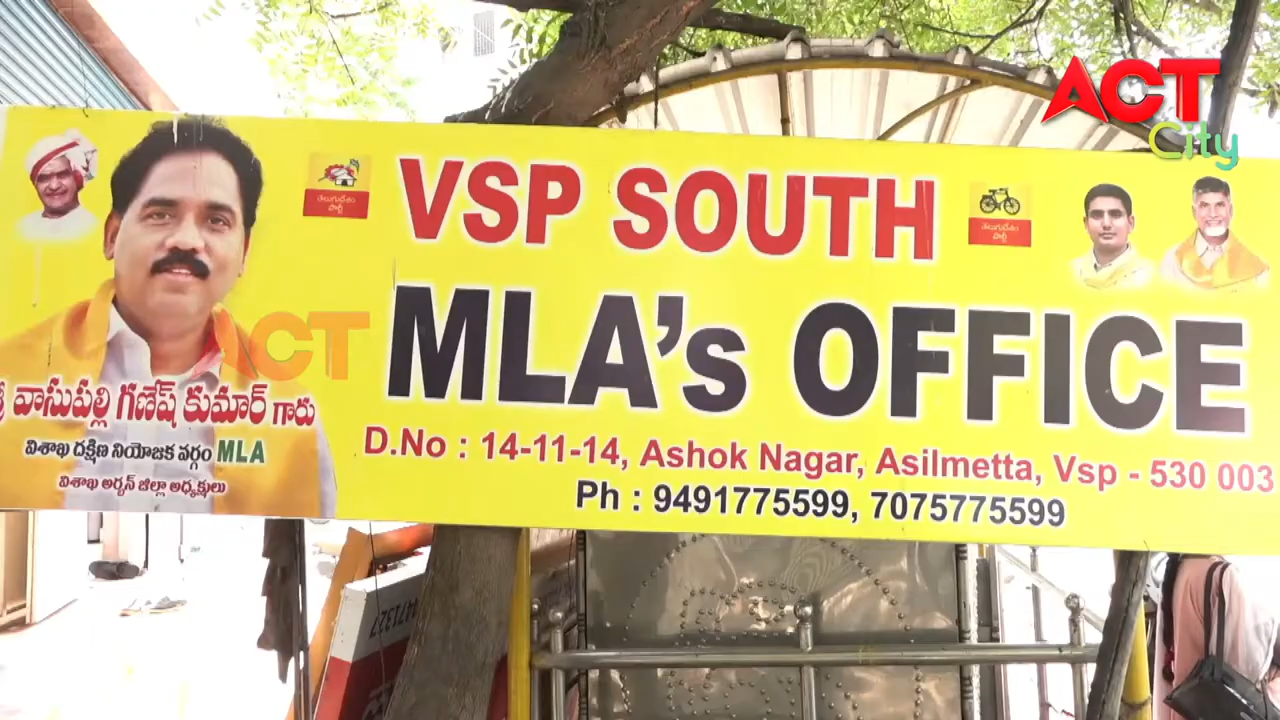 ACT
City
తెలుగుదేశం
పార్టీ
VSP SOUTH
తెలుగుదేశం
పార్టీ
MLA's OFFICE
ACT
శ్రీ వాసుపల్లి గణేష్ కుమార్ గారు
విశాఖ దక్షిణ నియోజక వర్గం MLA
విశాఖ అర్బన్ జిల్లా అధ్యక్షులు
D.No : 14-11-14, Ashok Nagar, Asilmetta, Vsp - 530 003
Ph : 9491775599, 7075775599